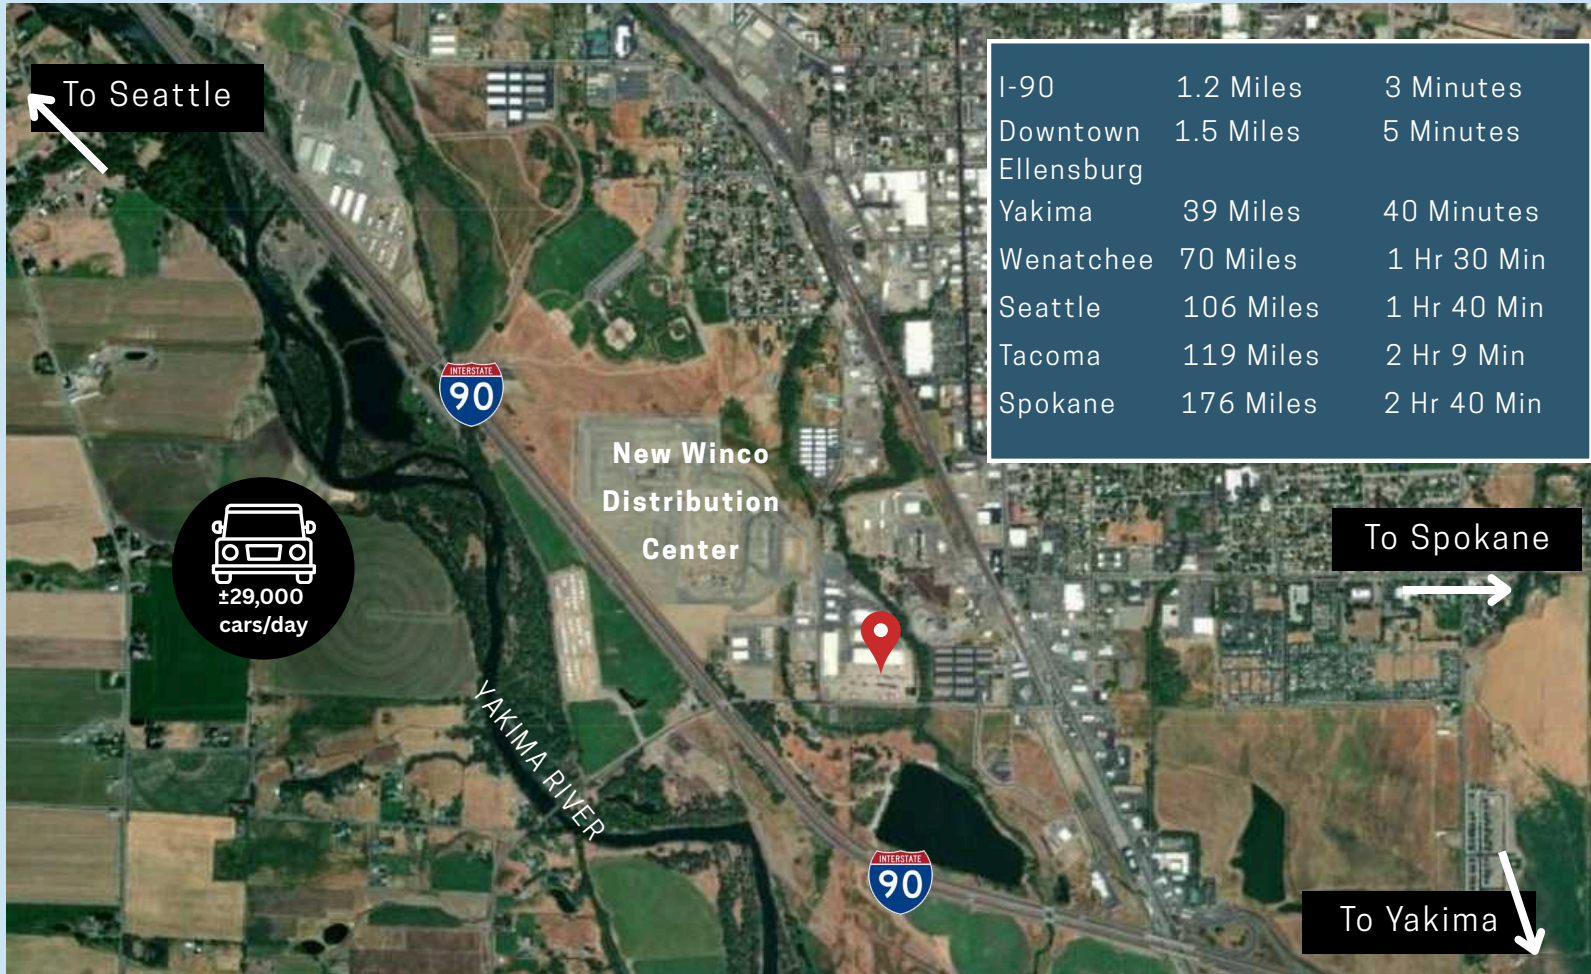 To Seattle
I-90 1.2 Miles 3 Minutes
Downtown 1.5 Miles 5 Minutes
Ellensburg
Yakima 39 Miles 40 Minutes
Wenatchee 70 Miles 1 Hr 30 Min
Seattle 106 Miles 1 Hr 40 Min
Tacoma 119 Miles 2 Hr 9 Min
Spokane 176 Miles 2 Hr 40 Min
INTERSTATE
90
New Winco
Distribution
Center
To Spokane
±29,000
cars/day
YAKIMA RIVER
INTERSTATE
90
To Yakima